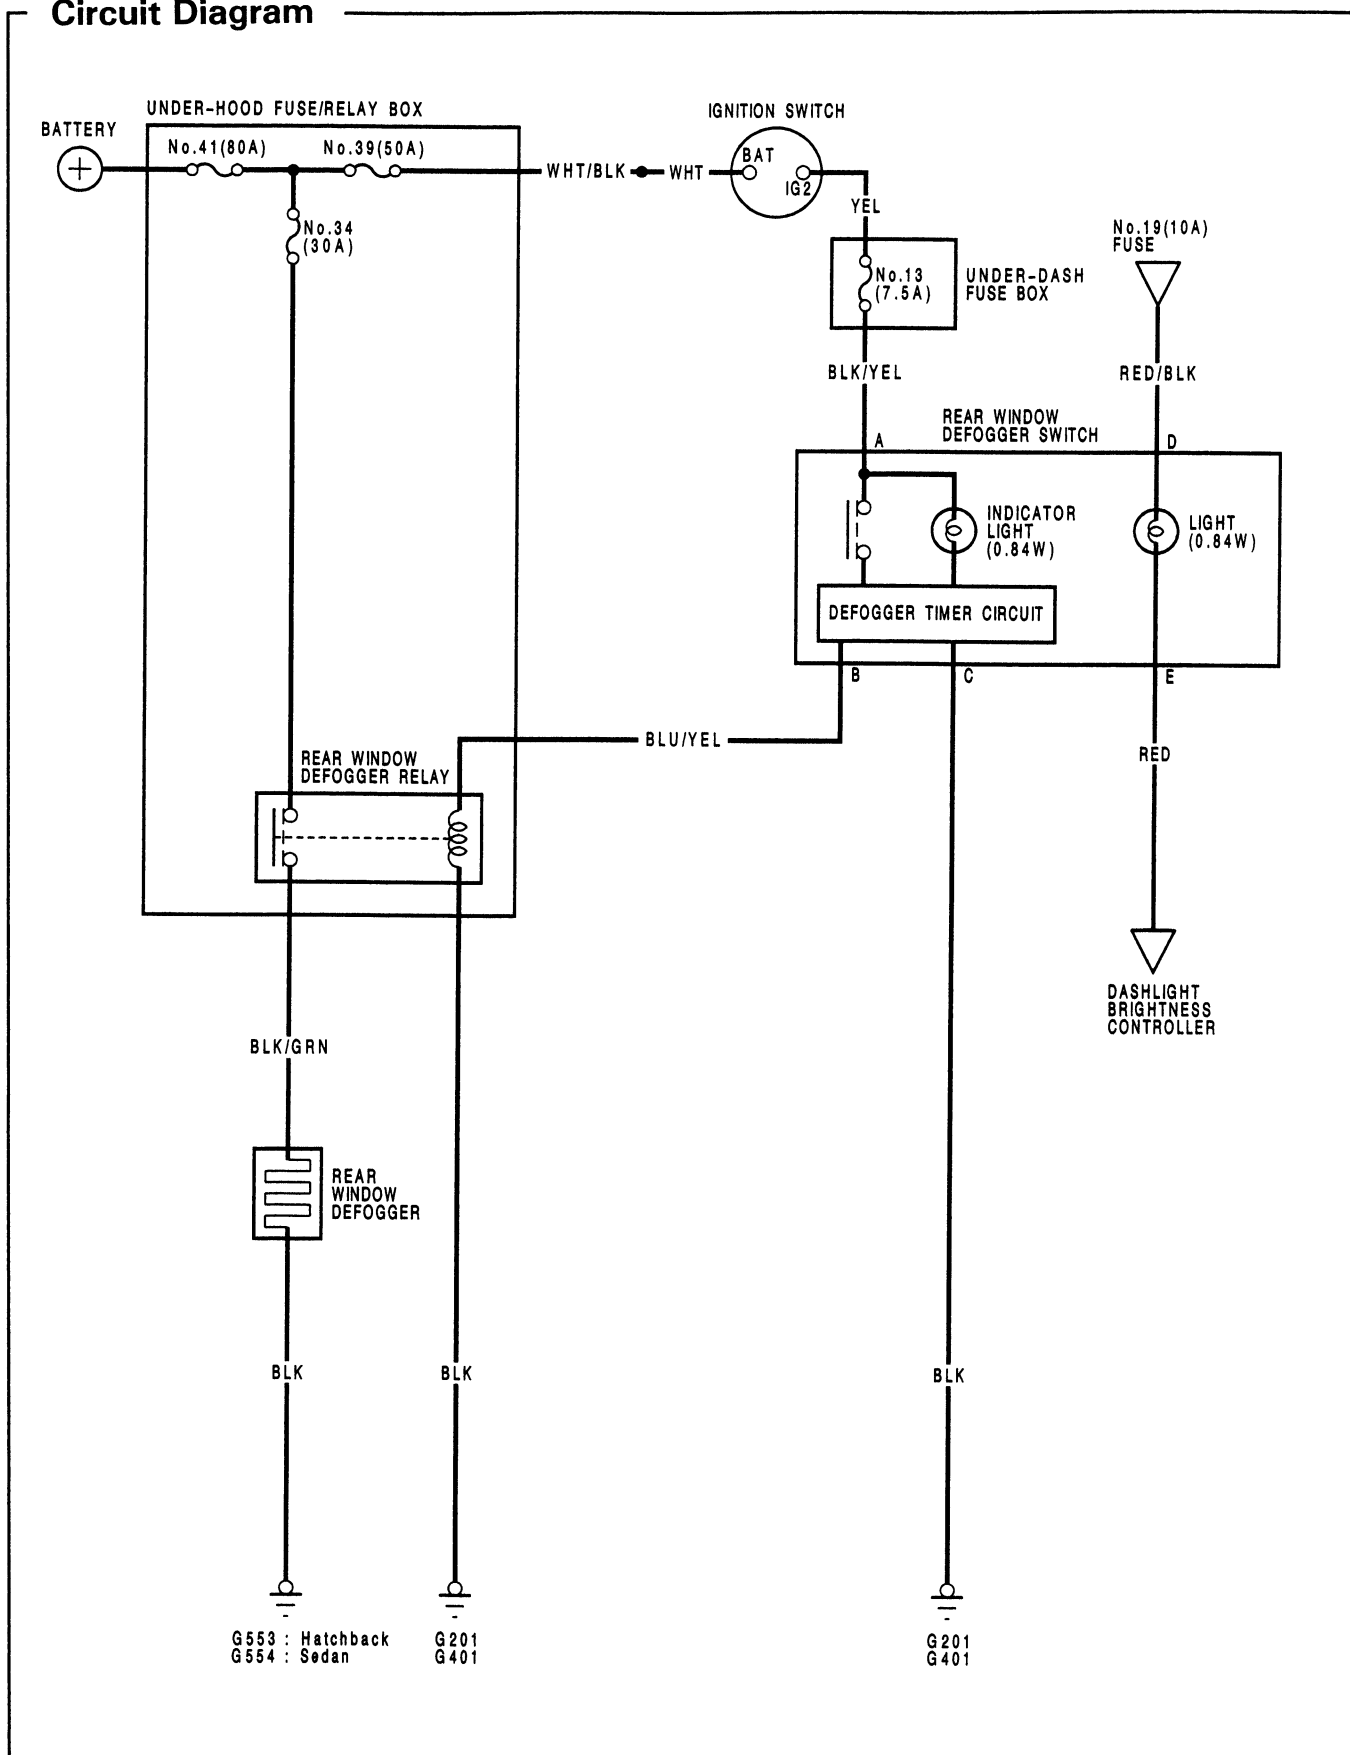 Circuit Diagram
UNDER-HOOD FUSE/RELAY BOX
IGNITION SWITCH
BATTERY
No.41(80A)
No.39(50A)
WHT/BLK
WHT
BAT
IG2
YEL
No.34
(30A)
No.19(10A)
FUSE
No.13
(7.5A)
UNDER-DASH
FUSE BOX
BLK/YEL
RED/BLK
REAR WINDOW
DEFOGGER SWITCH
A
D
INDICATOR
LIGHT
(0.84W)
LIGHT
(0.84W)
DEFOGGER TIMER CIRCUIT
B
C
E
BLU/YEL
RED
REAR WINDOW
DEFOGGER RELAY
DASHLIGHT
BRIGHTNESS
CONTROLLER
BLK/GRN
REAR
WINDOW
DEFOGGER
BLK
BLK
BLK
G553 : Hatchback
G554 : Sedan
G201
G401
G201
G401